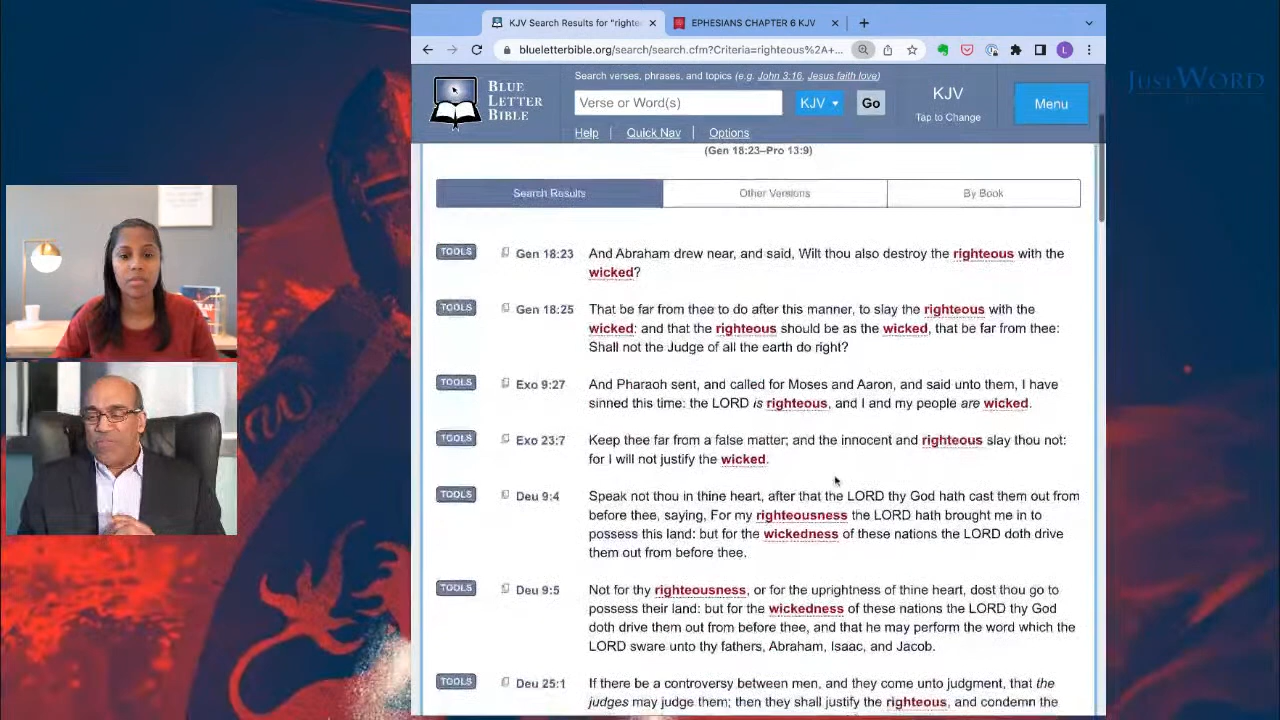 KJV Search Results for "righte
EPHESIANS CHAPTER 6 KJV
blueletterbible.org/search/search.cfm?Criteria=righteous%2A+...
L
BLUE
LETTER
BIBLE
Search verses, phrases, and topics (e.g. John 3:16, Jesus faith love)
Verse or Word(s)
KJV
Go
KJV
Tap to Change
Menu
Help
Quick Nav
Options
JUSTWORD
(Gen 18:23–Pro 13:9)
Search Results
Other Versions
By Book
TOOLS
Gen 18:23
And Abraham drew near, and said, Wilt thou also destroy the righteous with the
wicked?
TOOLS
Gen 18:25
That be far from thee to do after this manner, to slay the righteous with the
wicked: and that the righteous should be as the wicked, that be far from thee:
Shall not the Judge of all the earth do right?
TOOLS
Exo 9:27
And Pharaoh sent, and called for Moses and Aaron, and said unto them, I have
sinned this time: the LORD is righteous, and I and my people are wicked.
TOOLS
Exo 23:7
Keep thee far from a false matter; and the innocent and righteous slay thou not:
for I will not justify the wicked.
TOOLS
Deu 9:4
Speak not thou in thine heart, after that the LORD thy God hath cast them out from
before thee, saying, For my righteousness the LORD hath brought me in to
possess this land: but for the wickedness of these nations the LORD doth drive
them out from before thee.
TOOLS
Deu 9:5
Not for thy righteousness, or for the uprightness of thine heart, dost thou go to
possess their land: but for the wickedness of these nations the LORD thy God
doth drive them out from before thee, and that he may perform the word which the
LORD sware unto thy fathers, Abraham, Isaac, and Jacob.
TOOLS
Deu 25:1
If there be a controversy between men, and they come unto judgment, that the
judges may judge them; then they shall justify the righteous, and condemn the